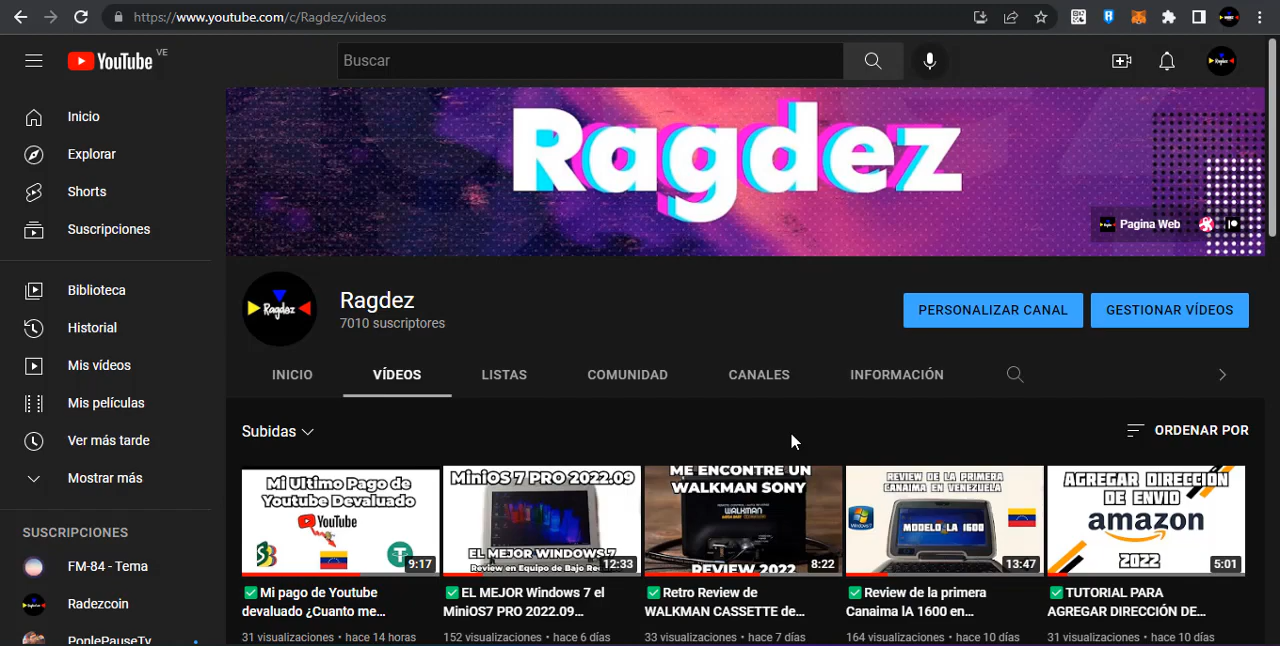 https://www.youtube.com/c/Ragdez/videos
YouTube VE
Buscar
Inicio
Explorar
Shorts
Suscripciones
Biblioteca
Historial
Mis vídeos
Mis películas
Ver más tarde
Mostrar más
SUSCRIPCIONES
FM-84 - Tema
Radezcoin
PoplePauseTv
Ragdez
Pagina Web
Ragdez
Ragdez
7010 suscriptores
PERSONALIZAR CANAL
GESTIONAR VÍDEOS
INICIO
VÍDEOS
LISTAS
COMUNIDAD
CANALES
INFORMACIÓN
Subidas
ORDENAR POR
Mi Ultimo Pago de
Youtube Devaluado
YouTube
9:17
✅Mi pago de Youtube
devaluado ¿Cuanto me...
31 visualizaciones • hace 14 horas
MiniOS 7 PRO 2022.09
EL MEJOR WINDOWS 7
Review en Equipo de Bajo Re
12:33
✅EL MEJOR Windows 7 el
MiniOS7 PRO 2022.09...
152 visualizaciones • hace 6 días
ME ENCONTRE UN
WALKMAN SONY
WALKMAN
REVIEW 2022
8:22
✅Retro Review de
WALKMAN CASSETTE de...
33 visualizaciones • hace 7 días
REVIEW DE LA PRIMERA
CANAIMA EN VENEZUELA
MODELO LA 1600
13:47
✅Review de la primera
Canaima lA 1600 en...
164 visualizaciones • hace 10 días
AGREGAR DIRECCIÓN
DE ENVIO
amazon
2022
5:01
✅TUTORIAL PARA
AGREGAR DIRECCIÓN DE...
31 visualizaciones • hace 10 días